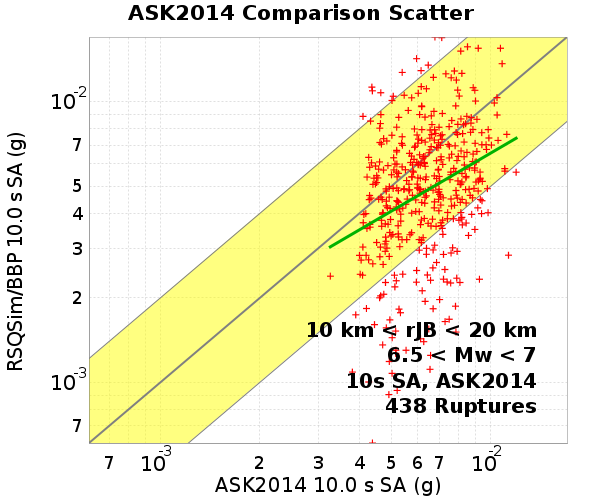 ASK2014 Comparison Scatter
RSQSim/BBP 10.0 s SA (g)
10⁻²
7
5
4
3
2
10⁻³
7
10 km < rJB < 20 km
6.5 < Mw < 7
10s SA, ASK2014
438 Ruptures
7 10⁻³ 2 3 4 5 6 7 10⁻²
ASK2014 10.0 s SA (g)